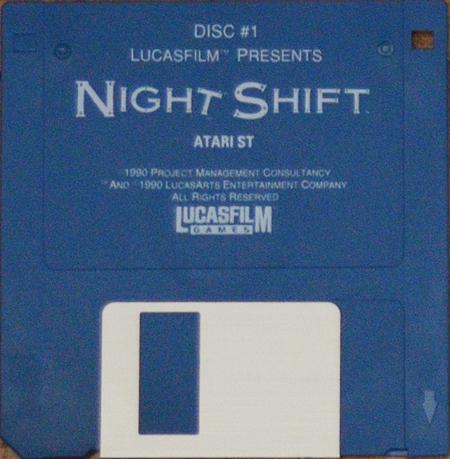 DISC #1
LUCASFILM™ PRESENTS
NIGHT SHIFT™
ATARI ST
1990 PROJECT MANAGEMENT CONSULTANCY
™ AND 1990 LUCASARTS ENTERTAINMENT COMPANY
ALL RIGHTS RESERVED
LUCASFILM
GAMES